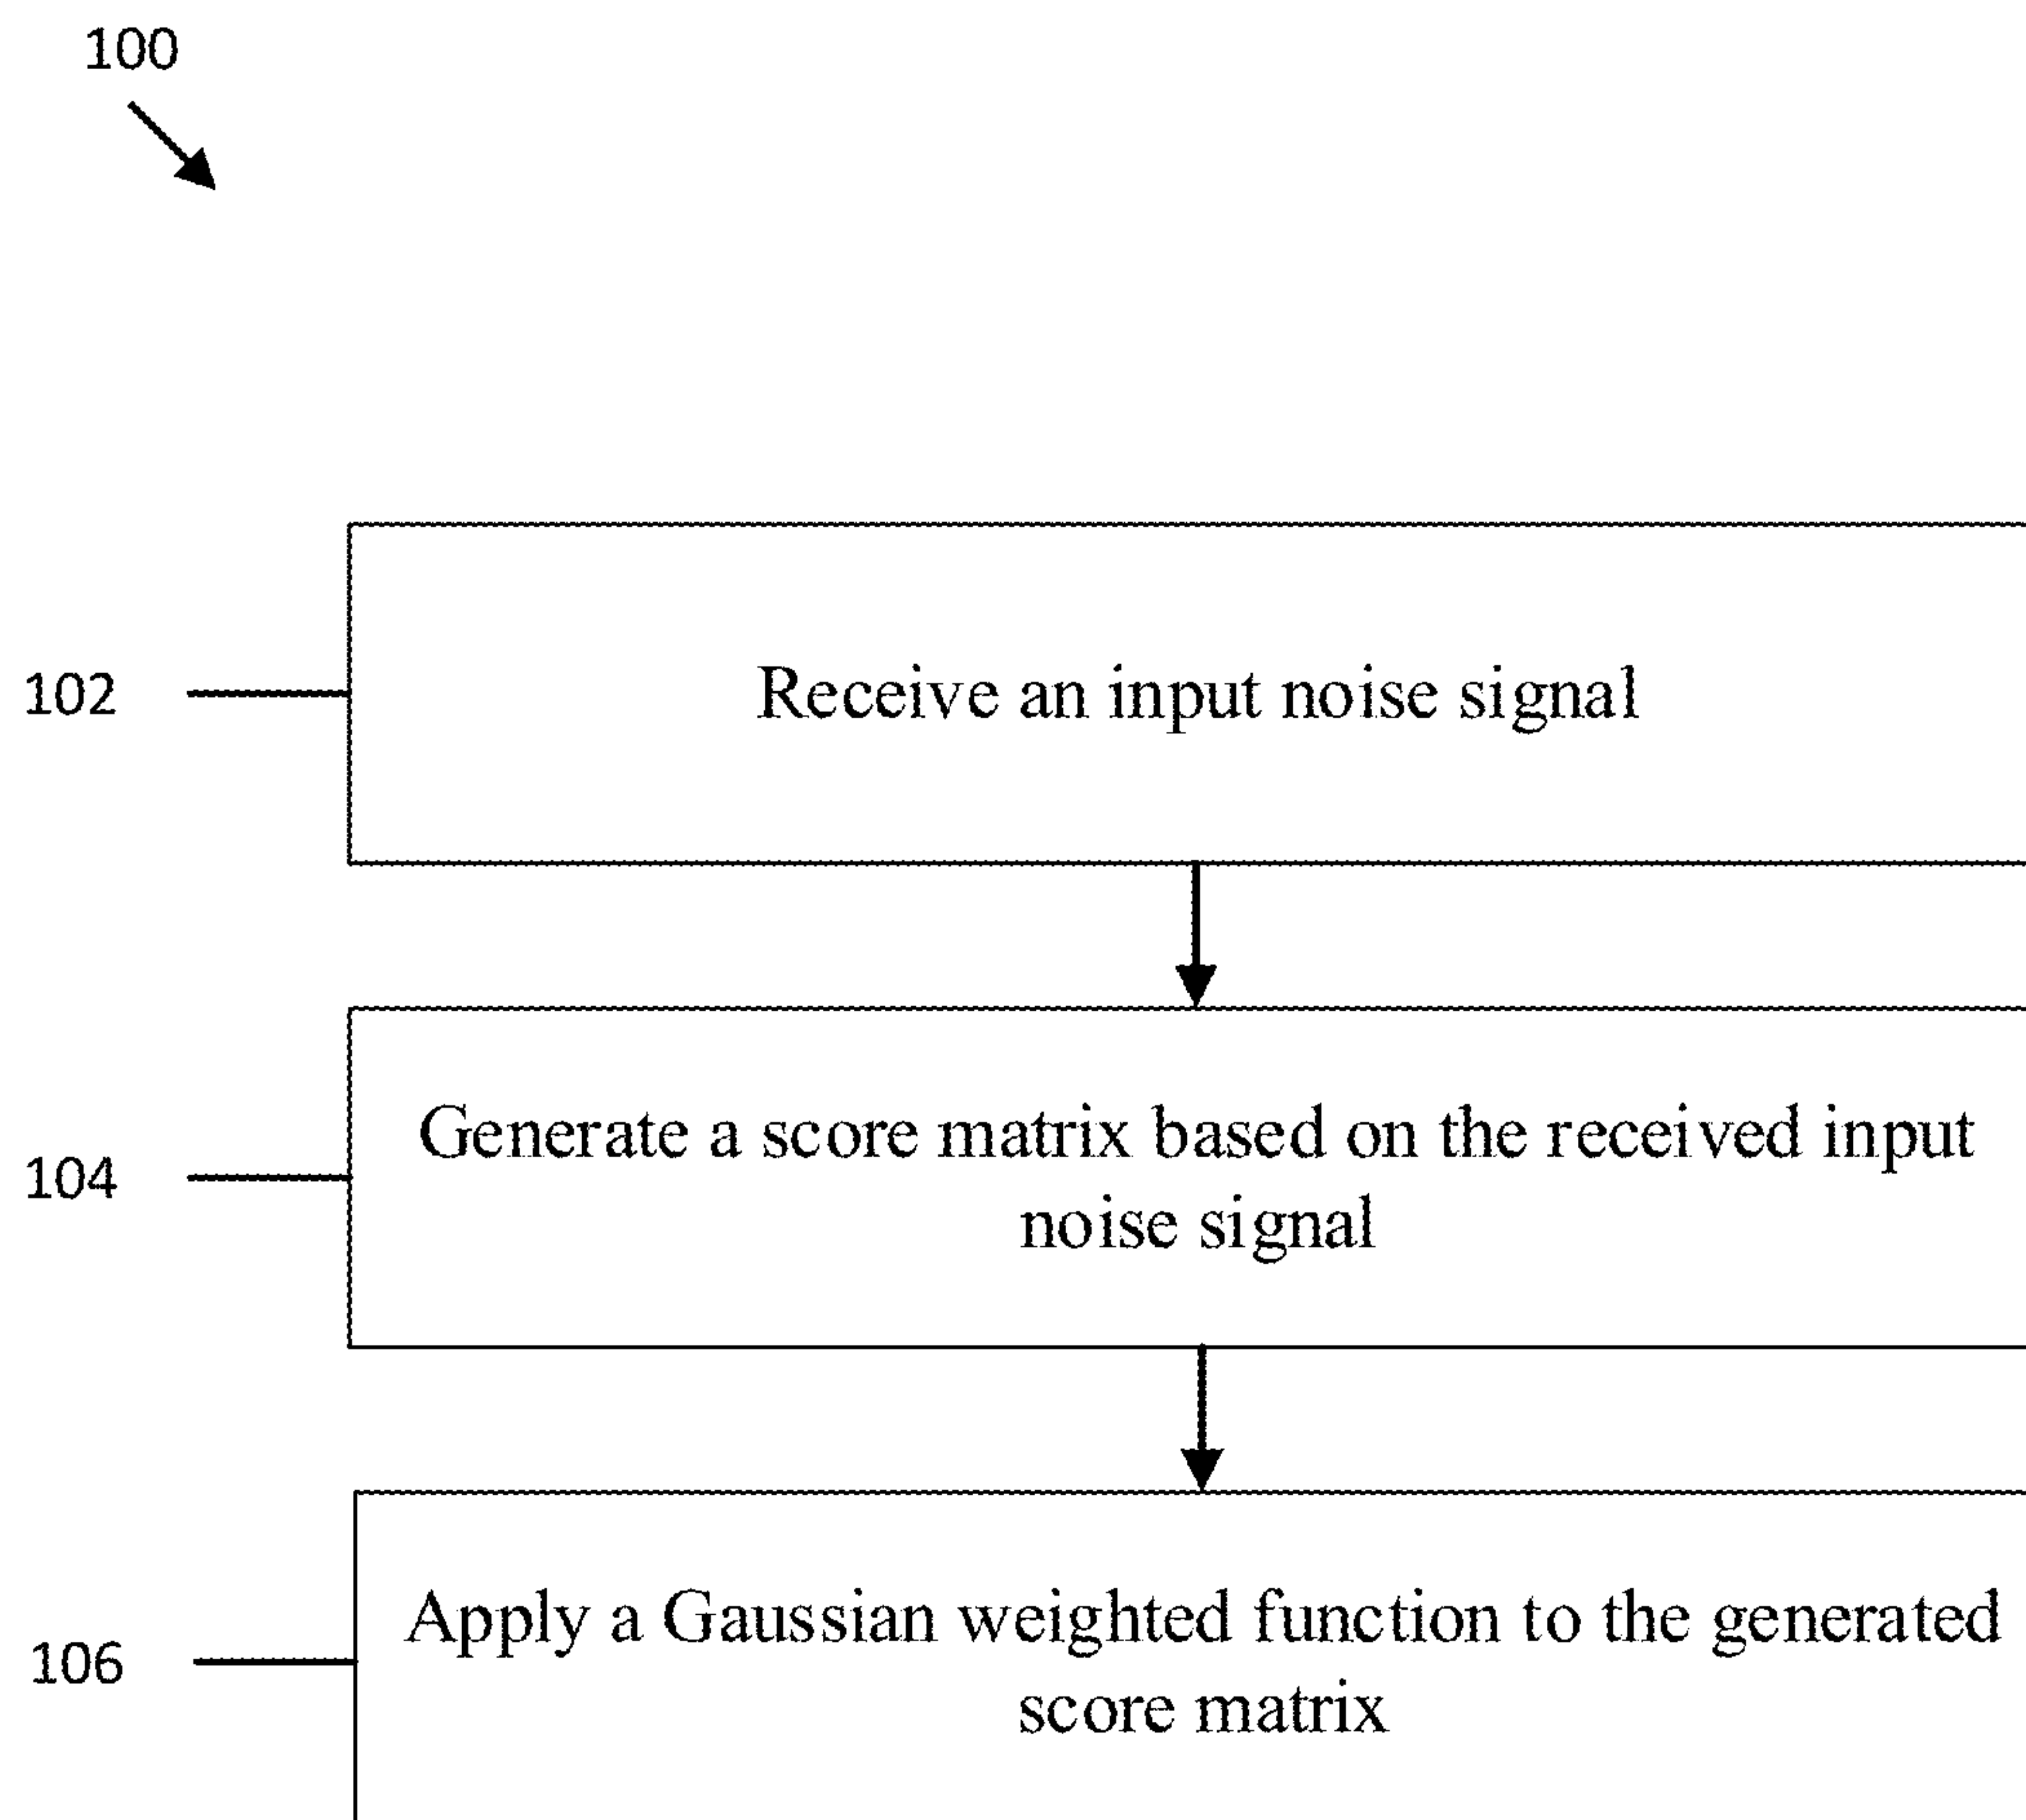 100
102
Receive an input noise signal
104
Generate a score matrix based on the received input
noise signal
106
Apply a Gaussian weighted function to the generated
score matrix